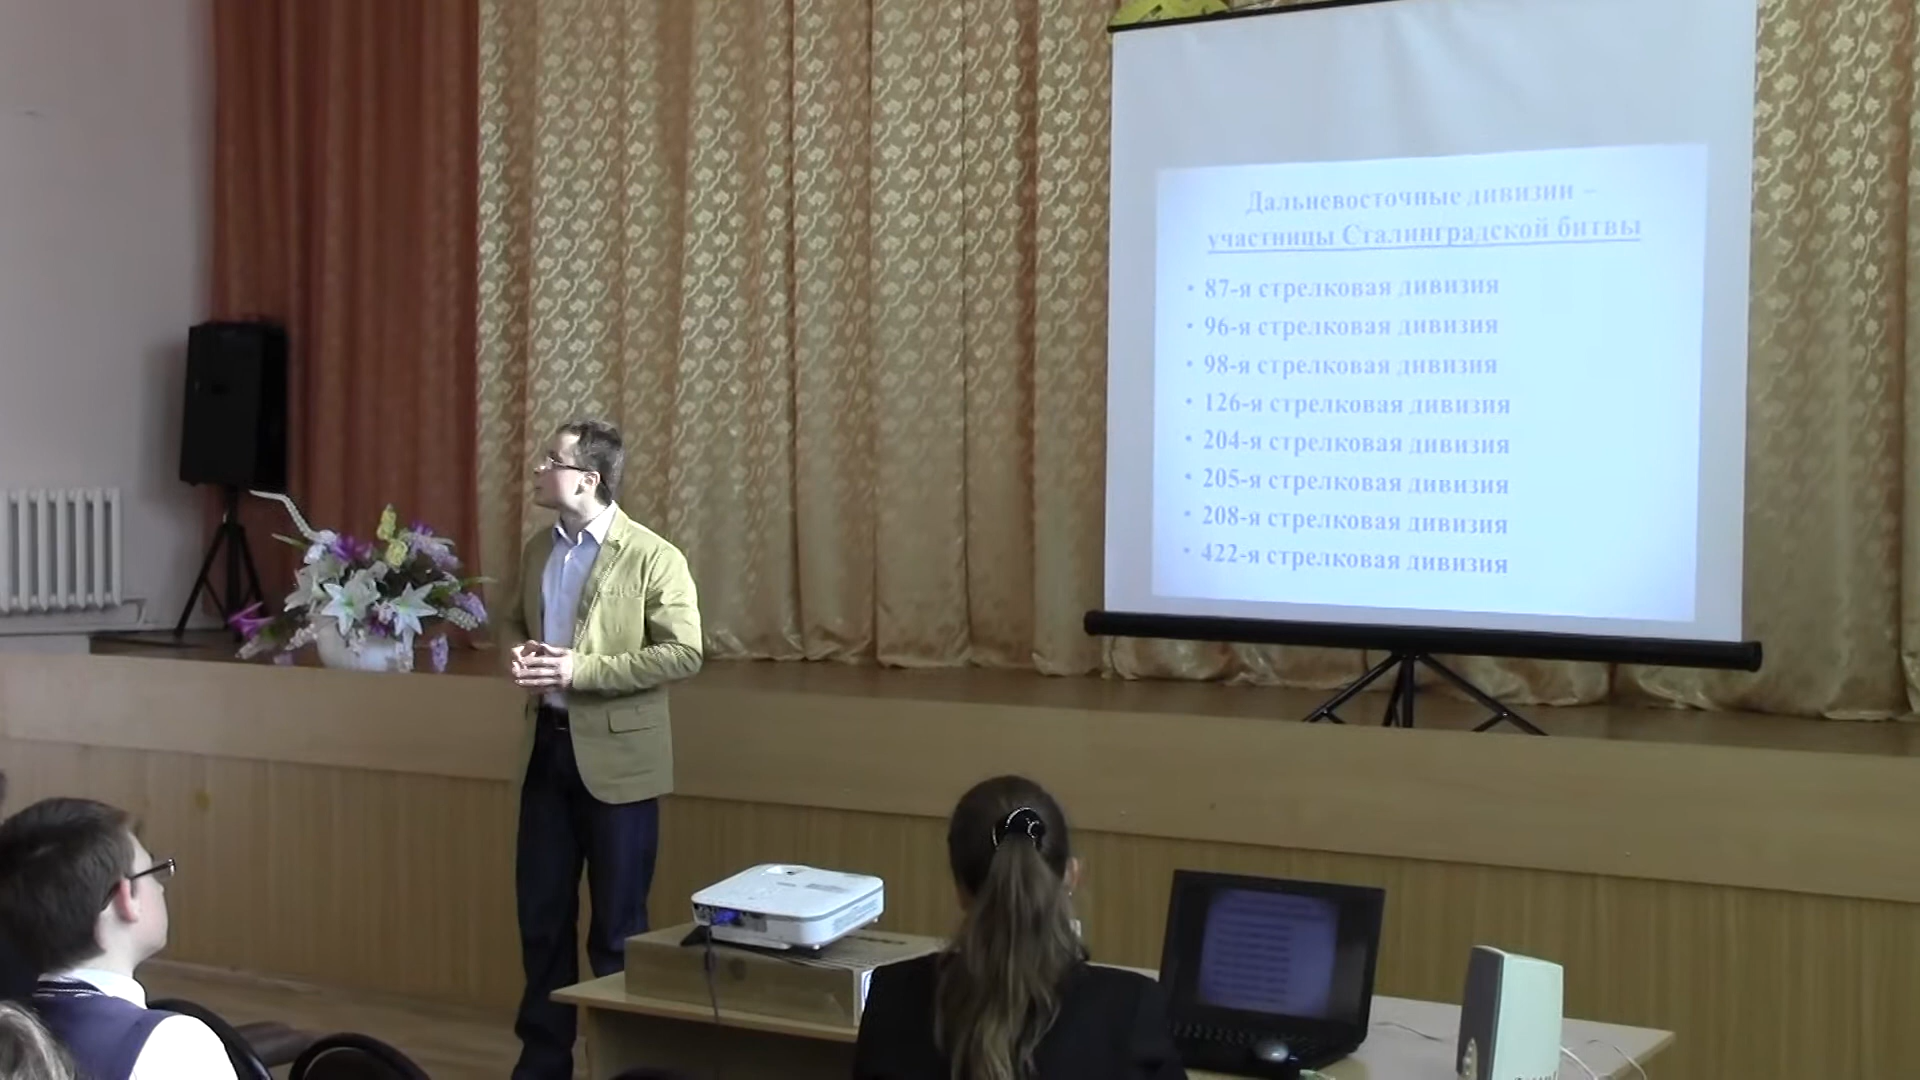 Дальневосточные дивизии –
участницы Сталинградской битвы
• 87-я стрелковая дивизия
• 96-я стрелковая дивизия
• 98-я стрелковая дивизия
• 126-я стрелковая дивизия
• 204-я стрелковая дивизия
• 205-я стрелковая дивизия
• 208-я стрелковая дивизия
• 422-я стрелковая дивизия